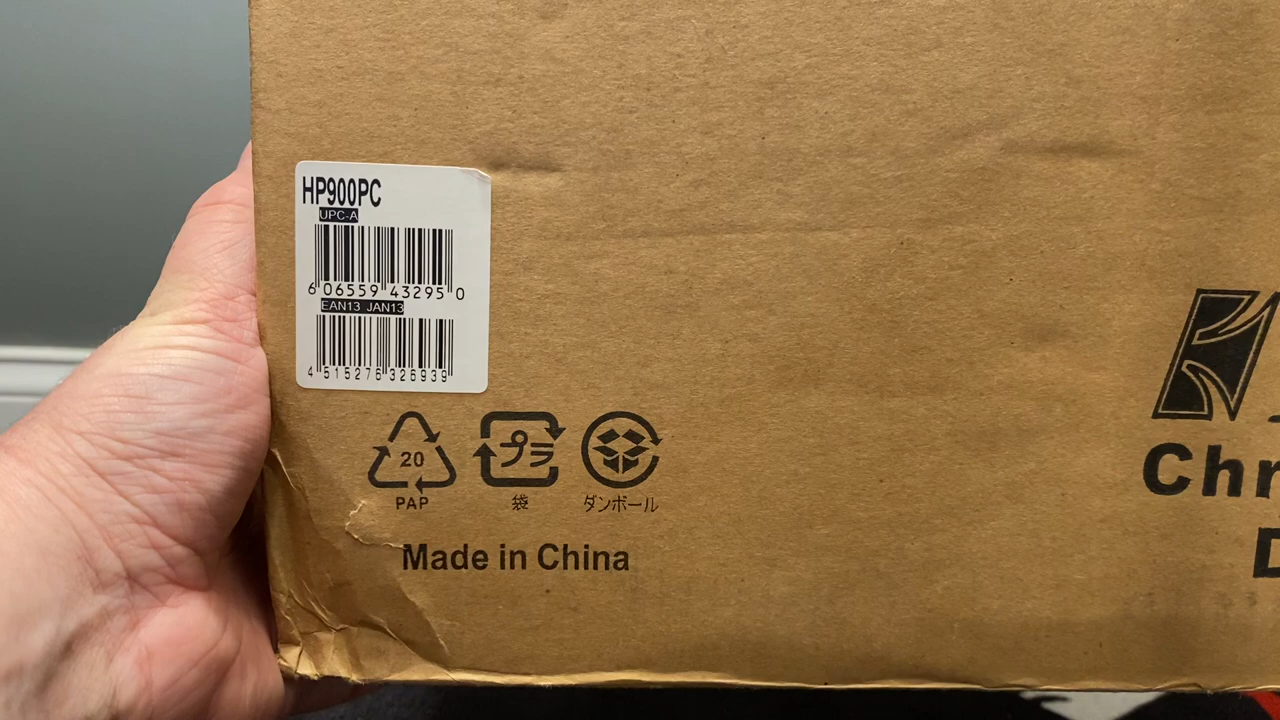 HP900PC
UPC-A
6 06559 43295 0
EAN13 JAN13
4 515276 326939
20
PAP
プラ
袋
ダンボール
Made in China
Chr
D